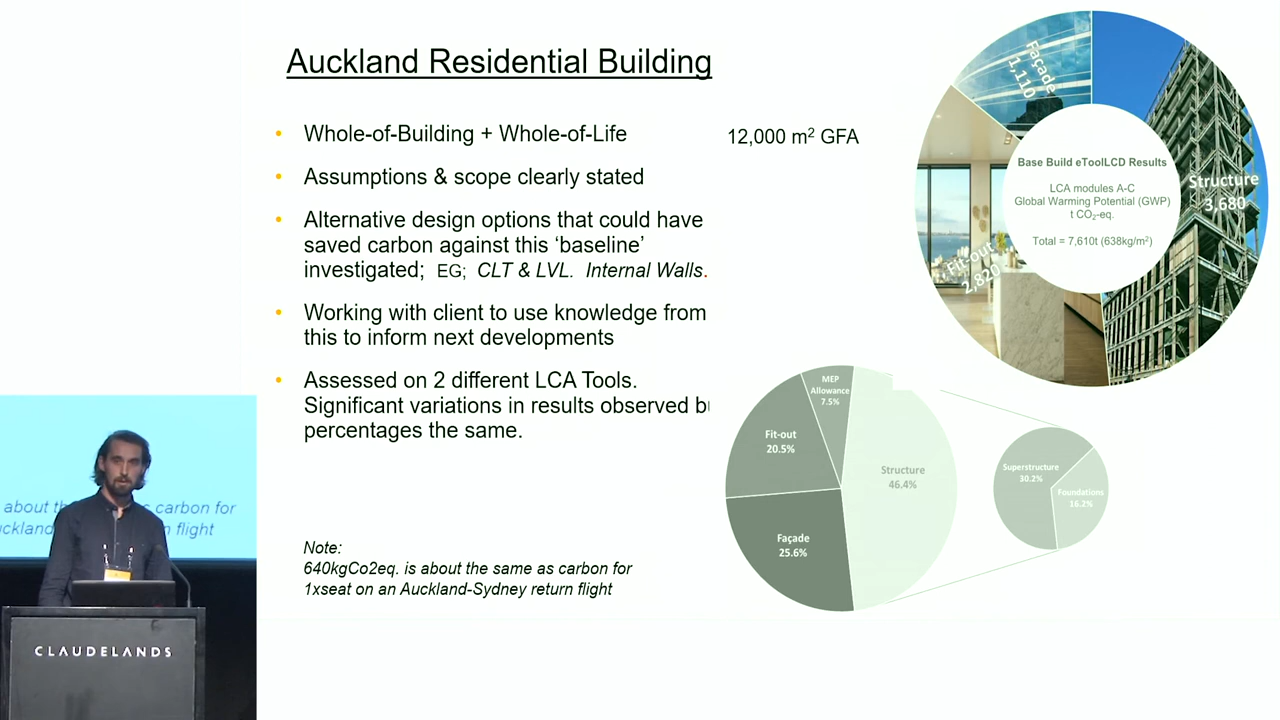 Auckland Residential Building
• Whole-of-Building + Whole-of-Life
12,000 m² GFA
• Assumptions & scope clearly stated
• Alternative design options that could have
saved carbon against this ‘baseline’
investigated; EG; CLT & LVL. Internal Walls.
• Working with client to use knowledge from
this to inform next developments
• Assessed on 2 different LCA Tools.
Significant variations in results observed
percentages the same.
Note:
640kgCo2eq. is about the same as carbon for
1xseat on an Auckland-Sydney return flight
Façade
1,110
Structure
3,680
Fit-out
2,820
Base Build eToolLCD Results
LCA modules A-C
Global Warming Potential (GWP)
t CO₂-eq.
Total = 7,610t (638kg/m²)
MEP
Allowance
7.5%
Fit-out
20.5%
Structure
46.4%
Façade
25.6%
Superstructure
30.2%
Foundations
16.2%
about carbon for
flight
CLAUDELANDS